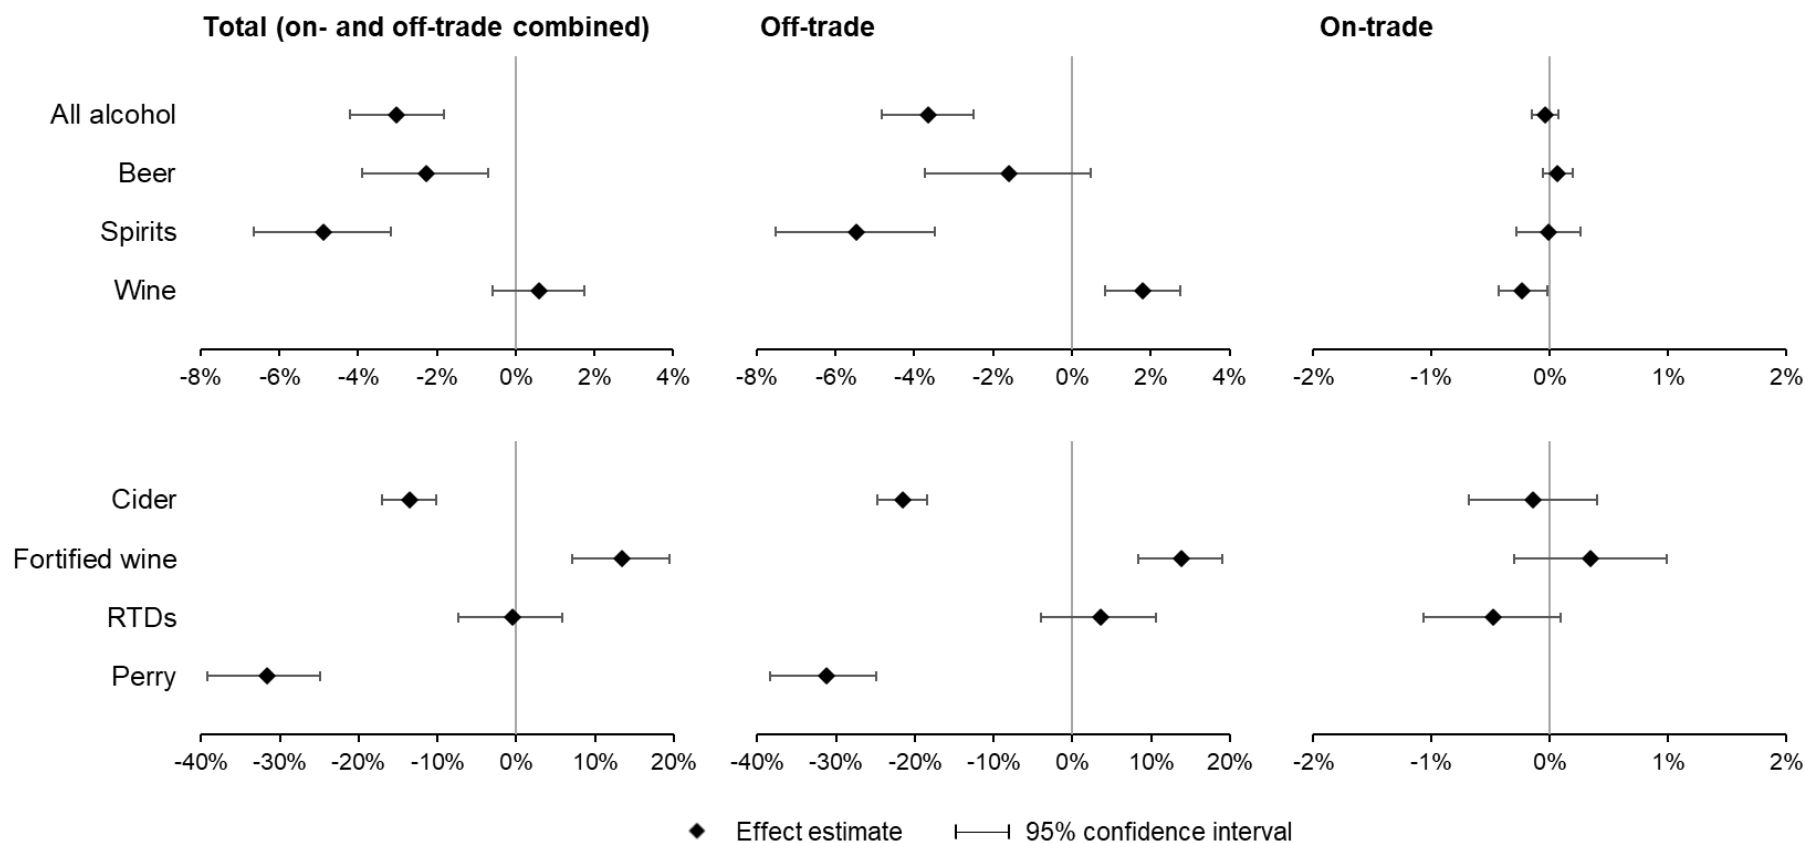 Total (on- and off-trade combined) Off-trade On-trade
All alcohol
Beer
Spirits
Wine
-8% -6% -4% -2% 0% 2% 4% -8% -6% -4% -2% 0% 2% 4% -2% -1% 0% 1% 2%
Cider
Fortified wine
RTDs
Perry
-40% -30% -20% -10% 0% 10% 20% -40% -30% -20% -10% 0% 10% 20% -2% -1% 0% 1% 2%
Effect estimate 95% confidence interval